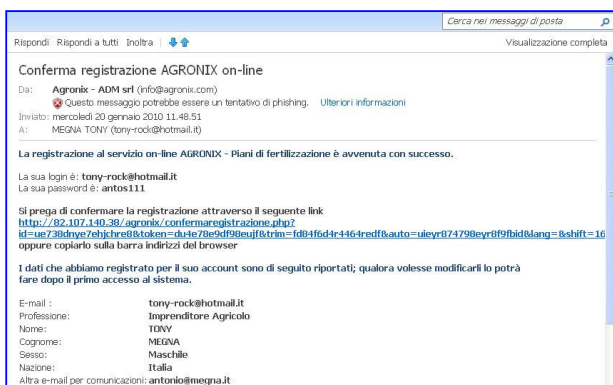 Cerca nei messaggi di posta
Rispondi Rispondi a tutti Inoltra Visualizzazione completa
Conferma registrazione AGRONIX on-line
Da: Agronix - ADM srl (info@agronix.com)
Questo messaggio potrebbe essere un tentativo di phishing. Ulteriori informazioni
Inviato: mercoledì 20 gennaio 2010 11.48.51
A: MEGNA TONY (tony-rock@hotmail.it)
La registrazione al servizio on-line AGRONIX - Piani di fertilizzazione è avvenuta con successo.
La sua login è: tony-rock@hotmail.it
La sua password è: antos111
Si prega di confermare la registrazione attraverso il seguente link
http://82.107.140.38/agronix/confermaregistrazione.php?
id=ue738dnye7ehjchre8&token=du4e78e9df98eujf&trim=fd84f6d4r4464redf&auto=uieyr874798eyr8f9fbid&lang=&shift=16
oppure copiarlo sulla barra indirizzi del browser
I dati che abbiamo registrato per il suo account sono di seguito riportati; qualora volesse modificarli lo potrà
fare dopo il primo accesso al sistema.
E-mail : tony-rock@hotmail.it
Professione: Imprenditore Agricolo
Nome: TONY
Cognome: MEGNA
Sesso: Maschile
Nazione: Italia
Altra e-mail per comunicazioni: antonio@megna.it